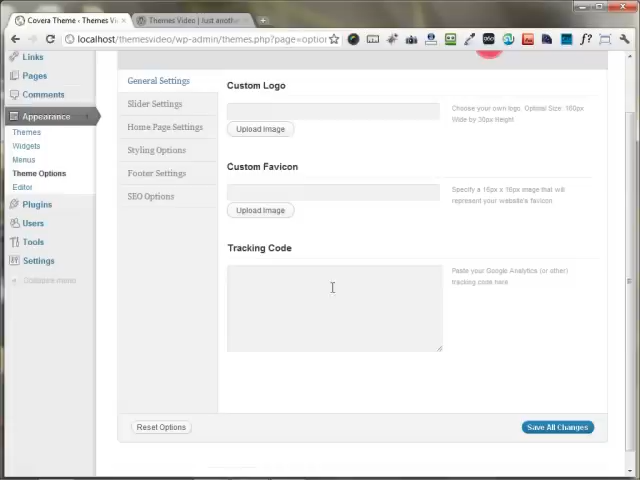 Covera Theme ‹ Themes Vi
Themes Video | Just anoth
localhost/themesvideo/wp-admin/themes.php?page=option
Links
Pages
Comments
Appearance
Themes
Widgets
Menus
Theme Options
Editor
Plugins
Users
Tools
Settings
Collapse menu
General Settings
Slider Settings
Home Page Settings
Styling Options
Footer Settings
SEO Options
Custom Logo
Choose your own logo. Optimal Size: 160px
Wide by 30px Height
Upload Image
Custom Favicon
Specify a 16px x 16px image that will
represent your website's favicon
Upload Image
Tracking Code
Paste your Google Analytics (or other)
tracking code here
Reset Options
Save All Changes